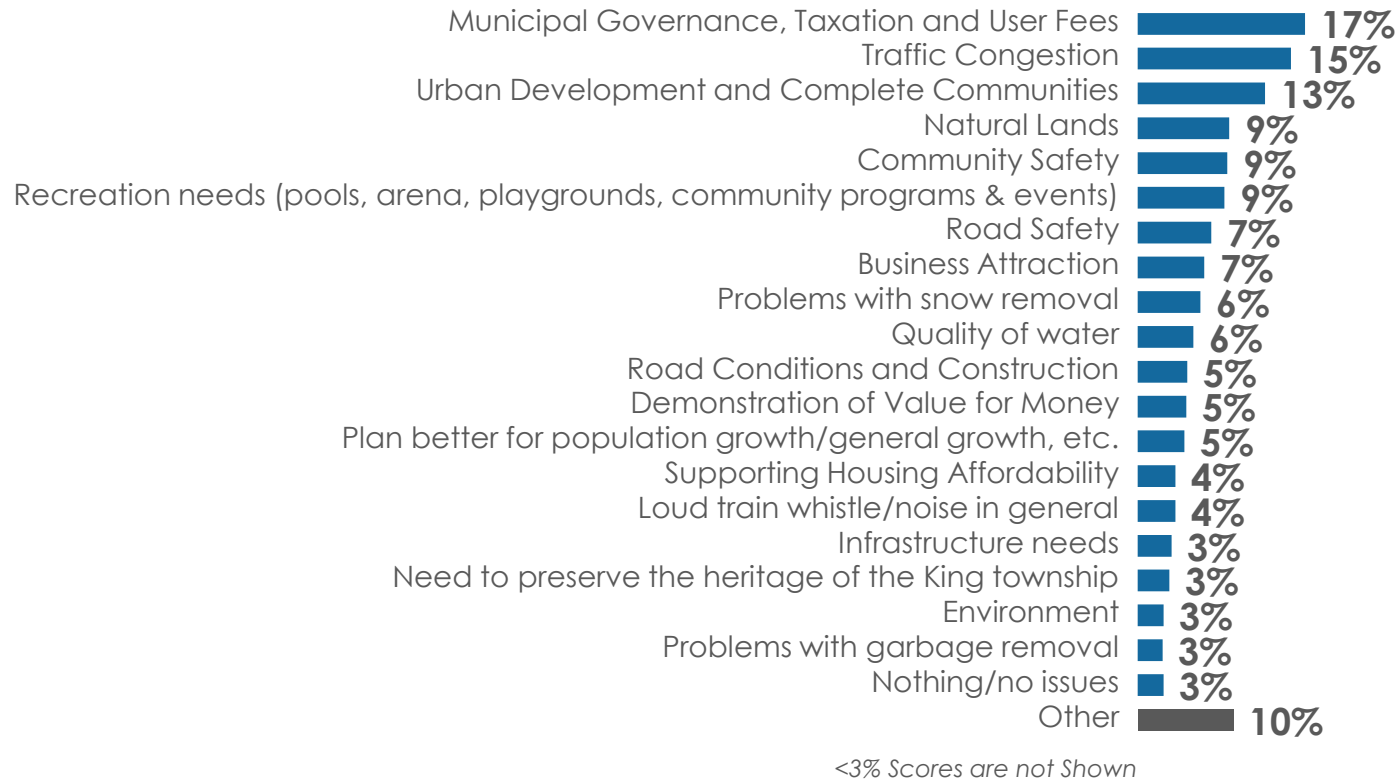 Municipal Governance, Taxation and User Fees 17%
Traffic Congestion 15%
Urban Development and Complete Communities 13%
Natural Lands 9%
Community Safety 9%
Recreation needs (pools, arena, playgrounds, community programs & events) 9%
Road Safety 7%
Business Attraction 7%
Problems with snow removal 6%
Quality of water 6%
Road Conditions and Construction 5%
Demonstration of Value for Money 5%
Plan better for population growth/general growth, etc. 5%
Supporting Housing Affordability 4%
Loud train whistle/noise in general 4%
Infrastructure needs 3%
Need to preserve the heritage of the King township 3%
Environment 3%
Problems with garbage removal 3%
Nothing/no issues 3%
Other 10%
<3% Scores are not Shown